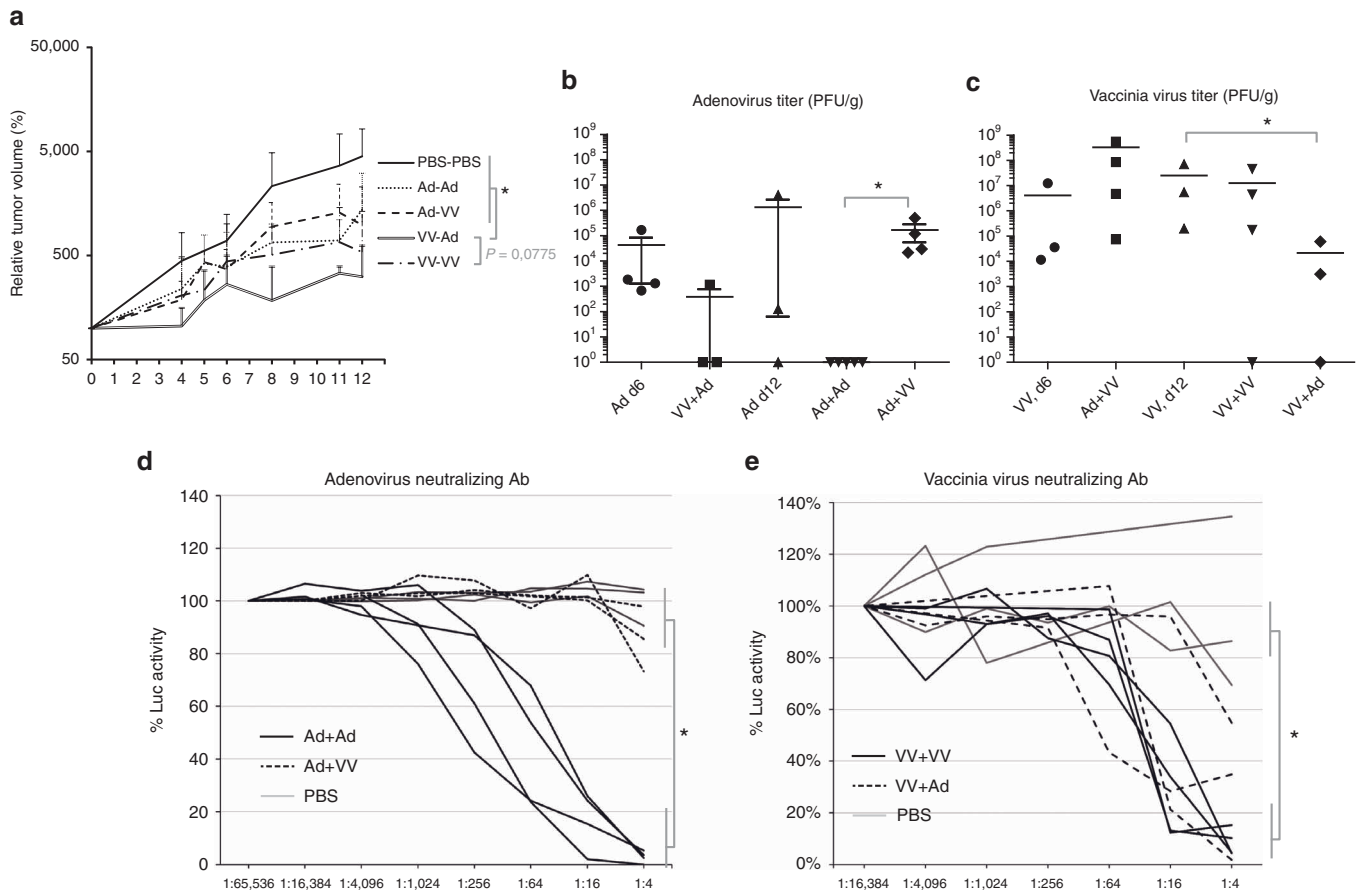 a
Relative tumor volume (%)
50,000
5,000
500
50
0 1 2 3 4 5 6 7 8 9 10 11 12
PBS-PBS
Ad-Ad
Ad-VV
VV-Ad
VV-VV
*
P = 0,0775
b
Adenovirus titer (PFU/g)
10⁹
10⁸
10⁷
10⁶
10⁵
10⁴
10³
10²
10¹
10⁰
*
Ad d6
VV+Ad
Ad d12
Ad+Ad
Ad+VV
c
Vaccinia virus titer (PFU/g)
10⁹
10⁸
10⁷
10⁶
10⁵
10⁴
10³
10²
10¹
10⁰
*
VV, d6
Ad+VV
VV, d12
VV+VV
VV+Ad
d
Adenovirus neutralizing Ab
% Luc activity
140
120
100
80
60
40
20
0
Ad+Ad
Ad+VV
PBS
*
1:65,536 1:16,384 1:4,096 1:1,024 1:256 1:64 1:16 1:4
e
Vaccinia virus neutralizing Ab
% Luc activity
140%
120%
100%
80%
60%
40%
20%
0%
VV+VV
VV+Ad
PBS
*
1:16,384 1:4,096 1:1,024 1:256 1:64 1:16 1:4